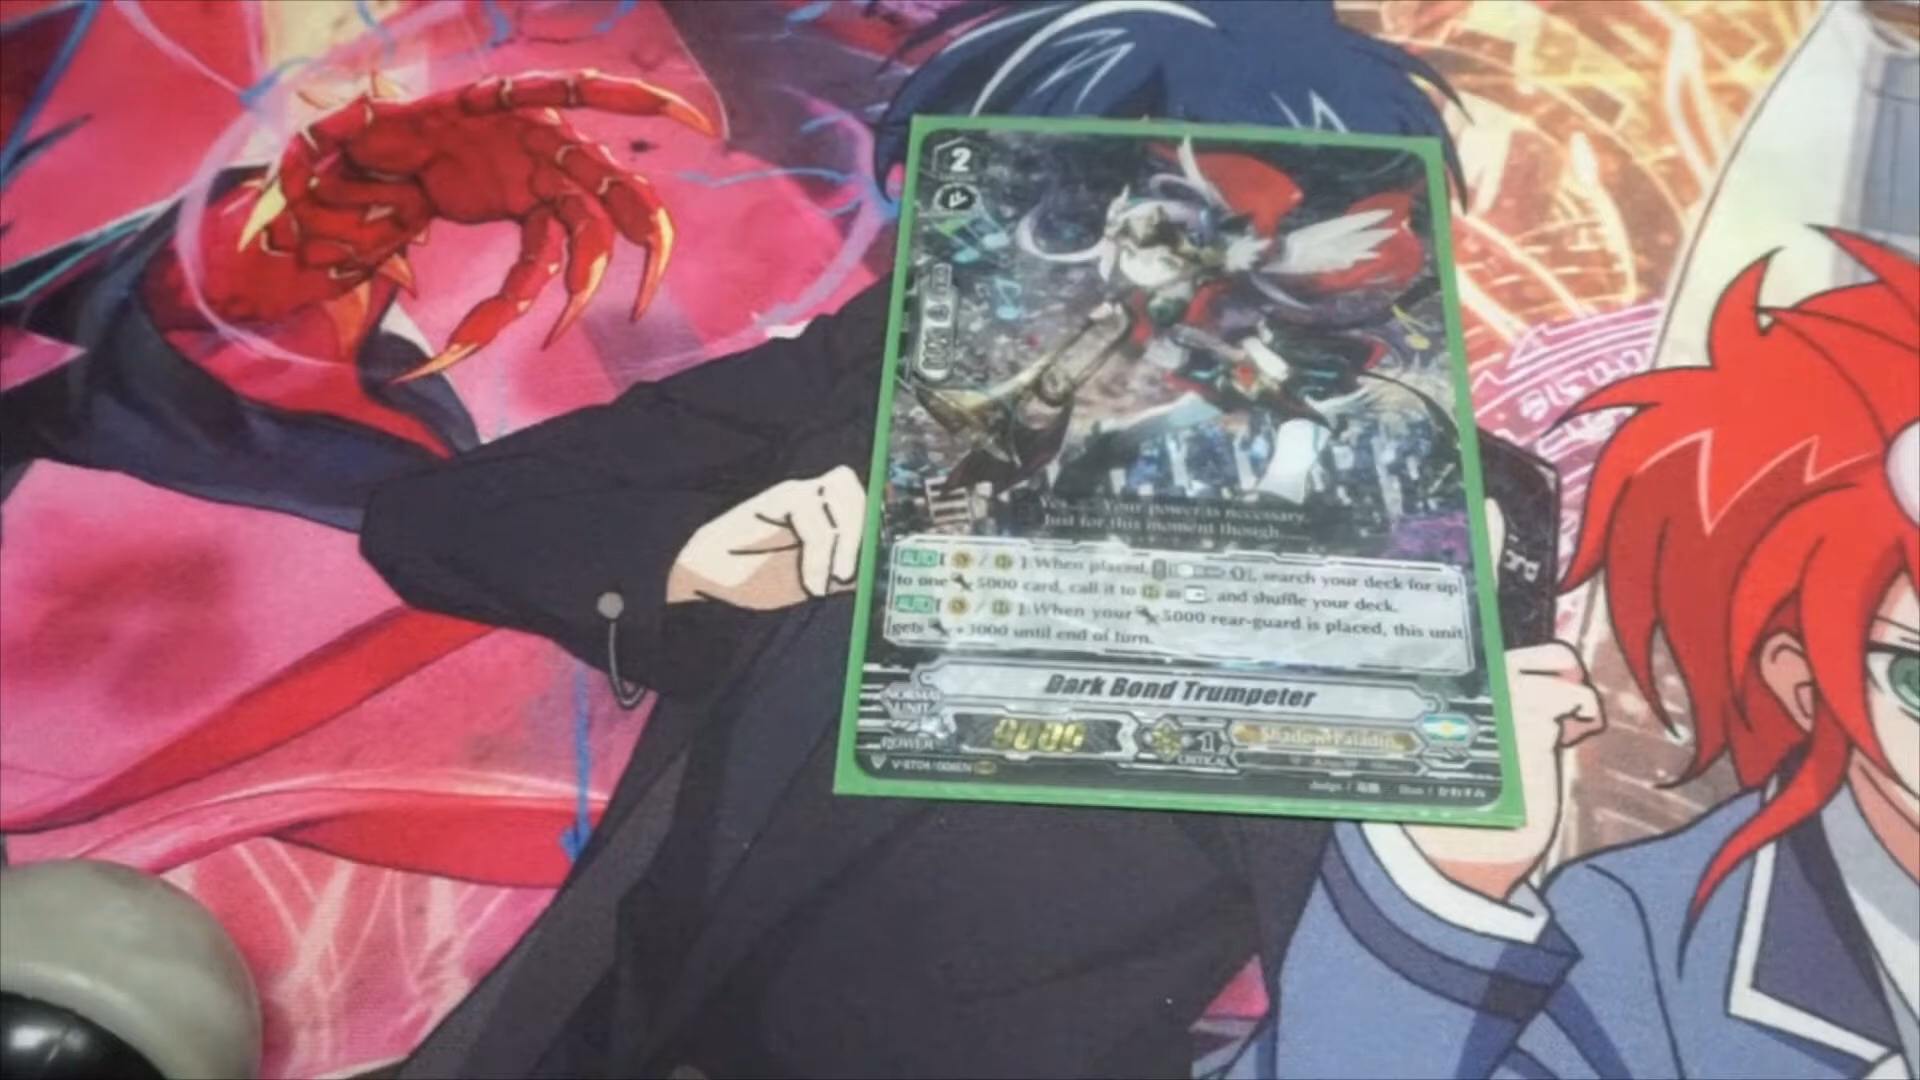 2
Yes...... Your power is necessary.
Just for this moment though......
AUTO [ / ]:When placed, , search your deck for up
to one 5000 card, call it to as , and shuffle your deck.
AUTO [ / ]:When your 5000 rear-guard is placed, this unit
gets +3000 until end of turn.
Dark Bond Trumpeter
NORMAL
UNIT
POWER
9000
1
CRITICAL
Shadow Paladin